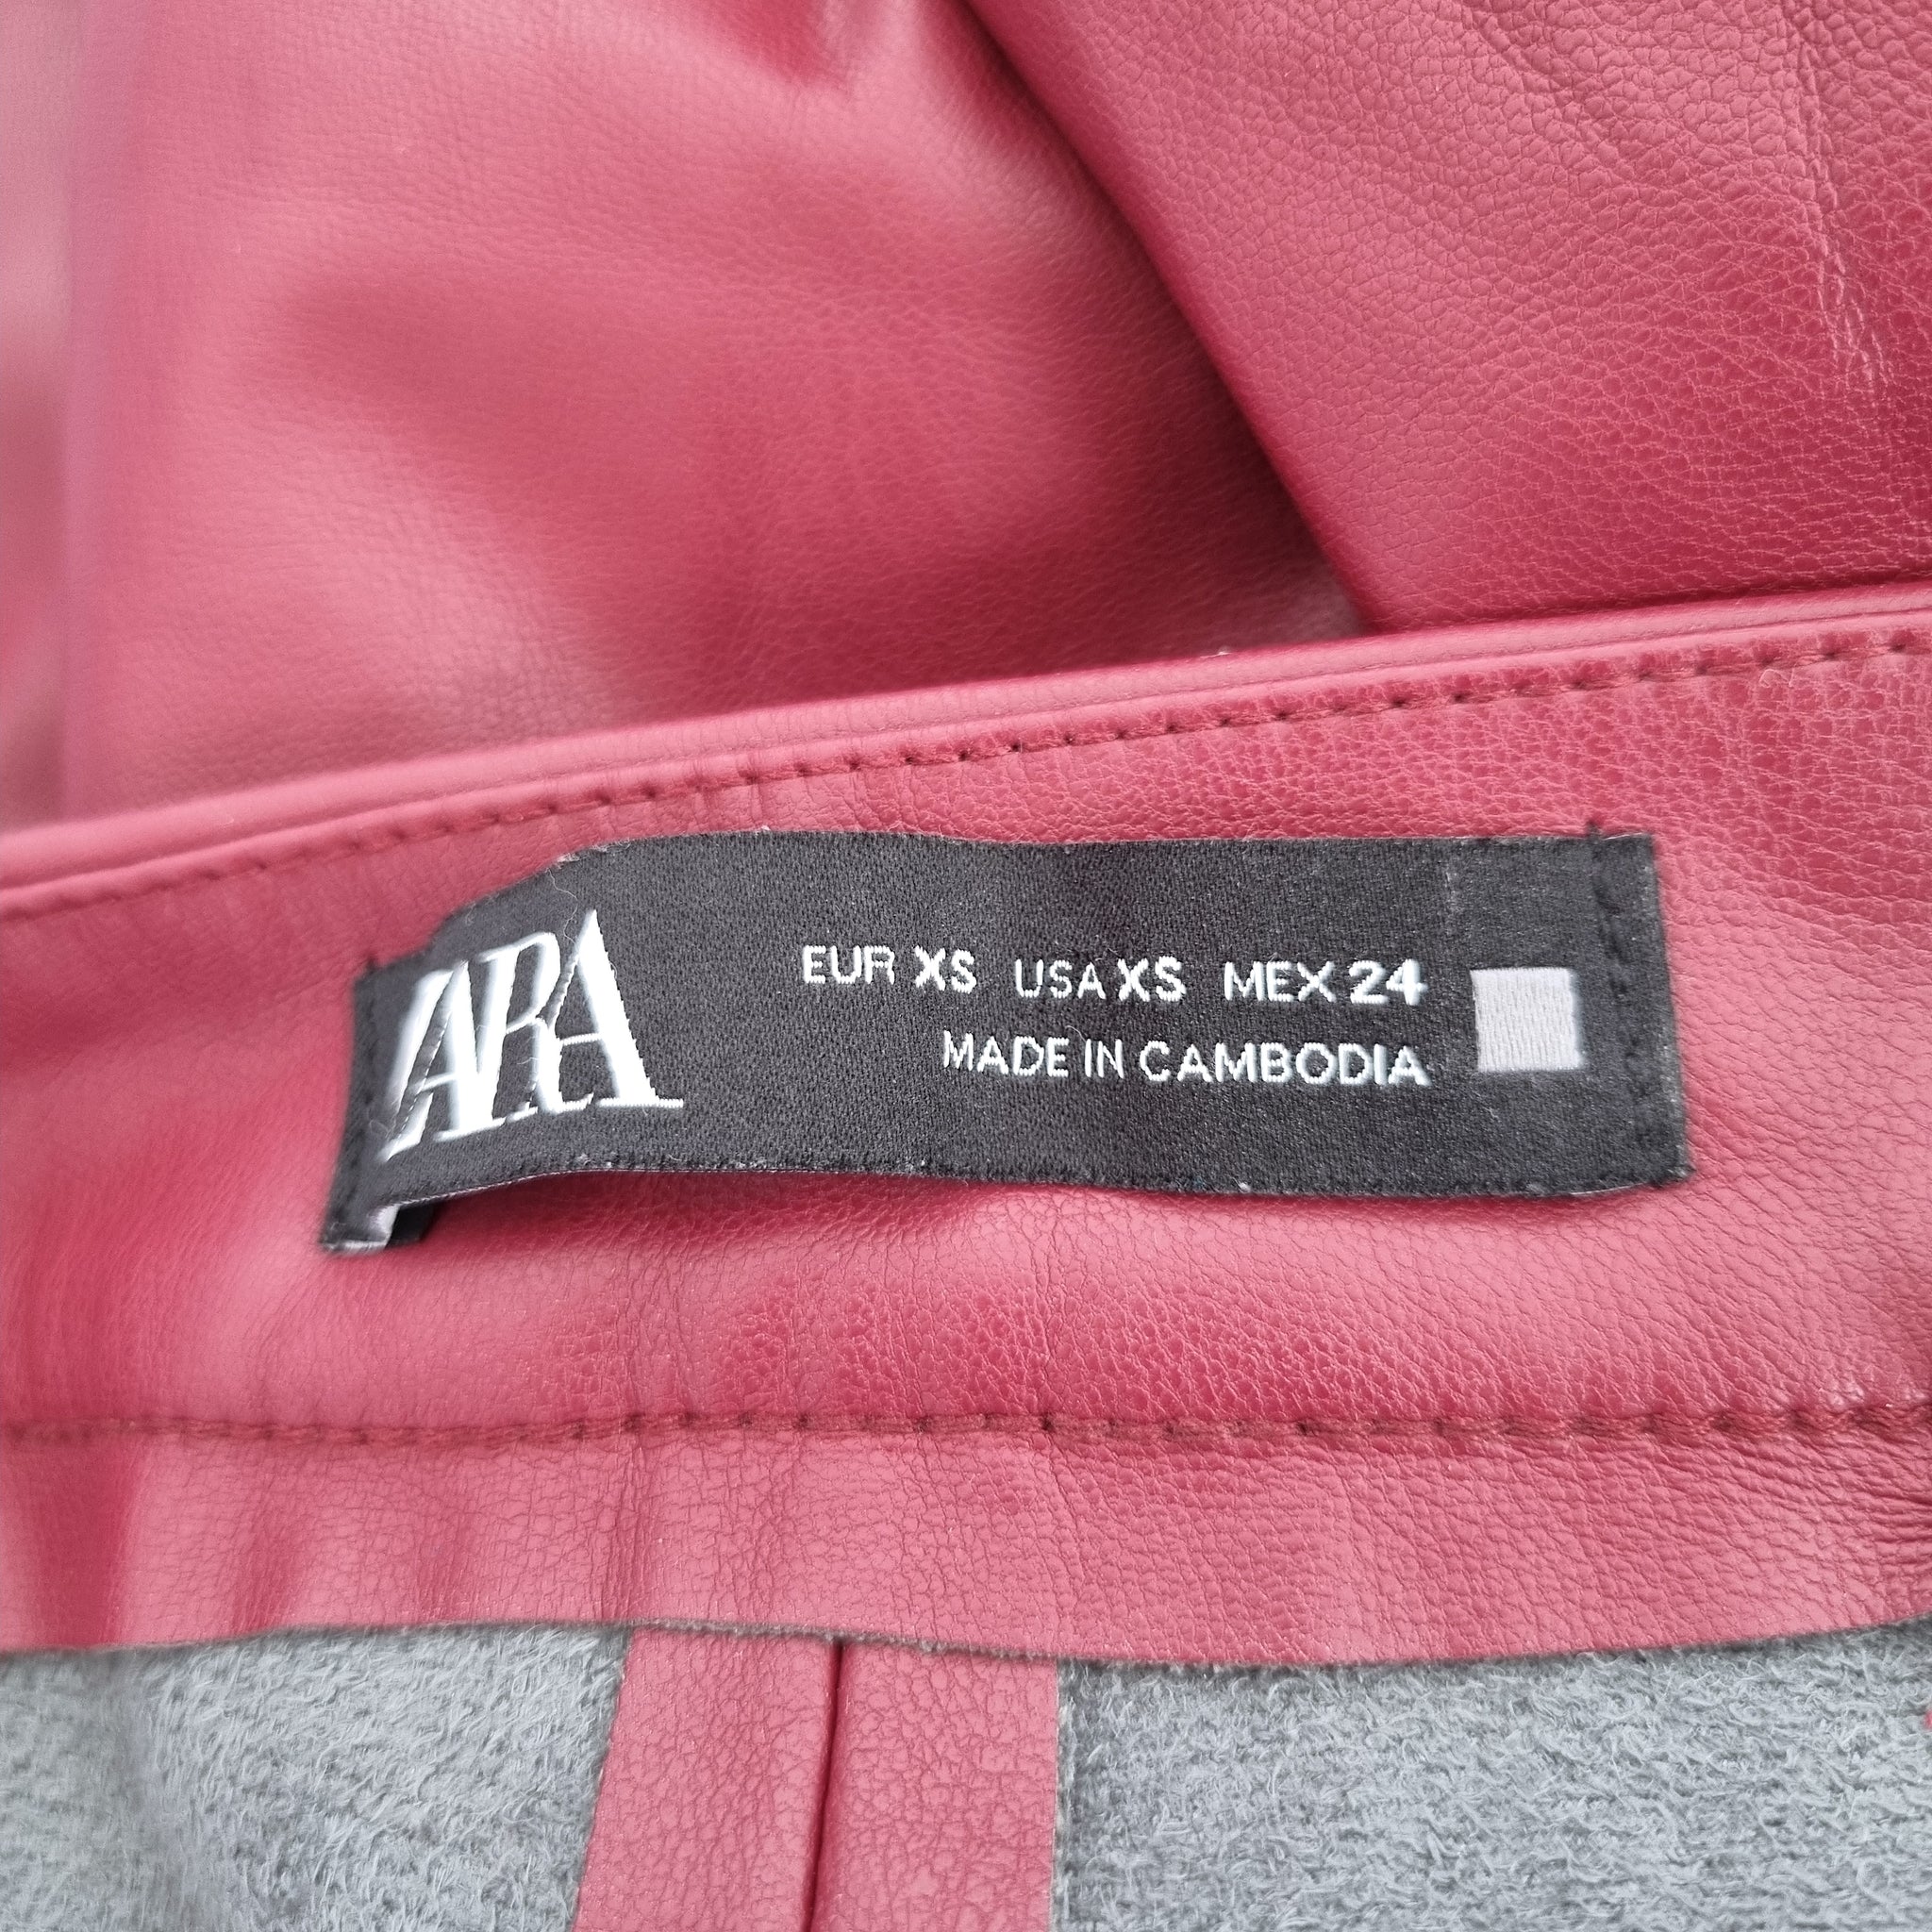 ZARA
EUR XS USA XS MEX 24
MADE IN CAMBODIA